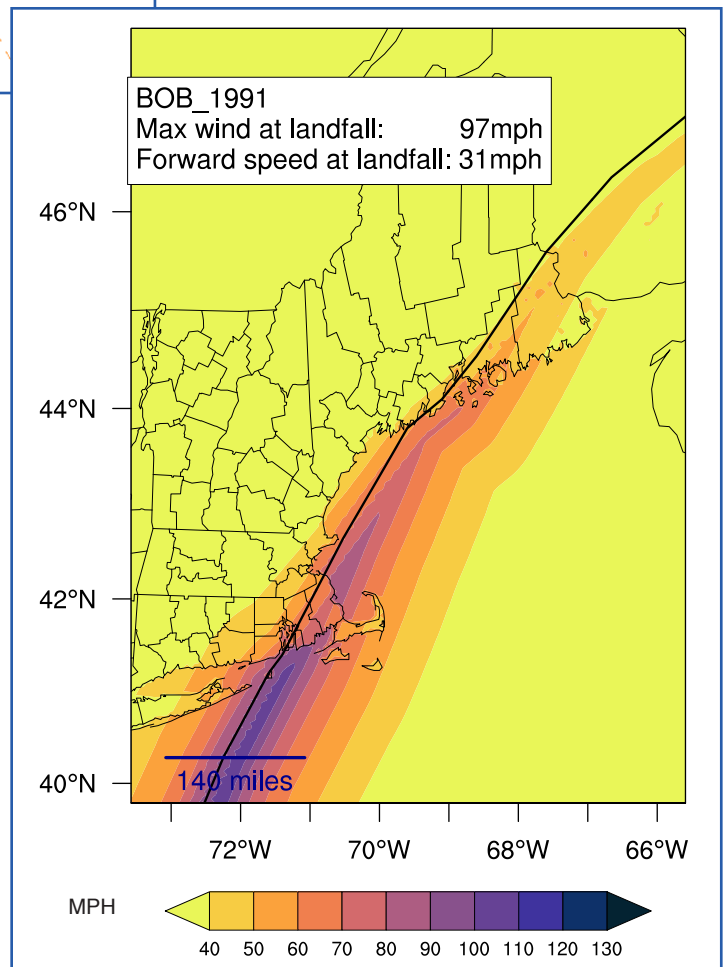 BOB_1991
Max wind at landfall: 97mph
Forward speed at landfall: 31mph
46°N
44°N
42°N
40°N
140 miles
72°W 70°W 68°W 66°W
MPH
40 50 60 70 80 90 100 110 120 130